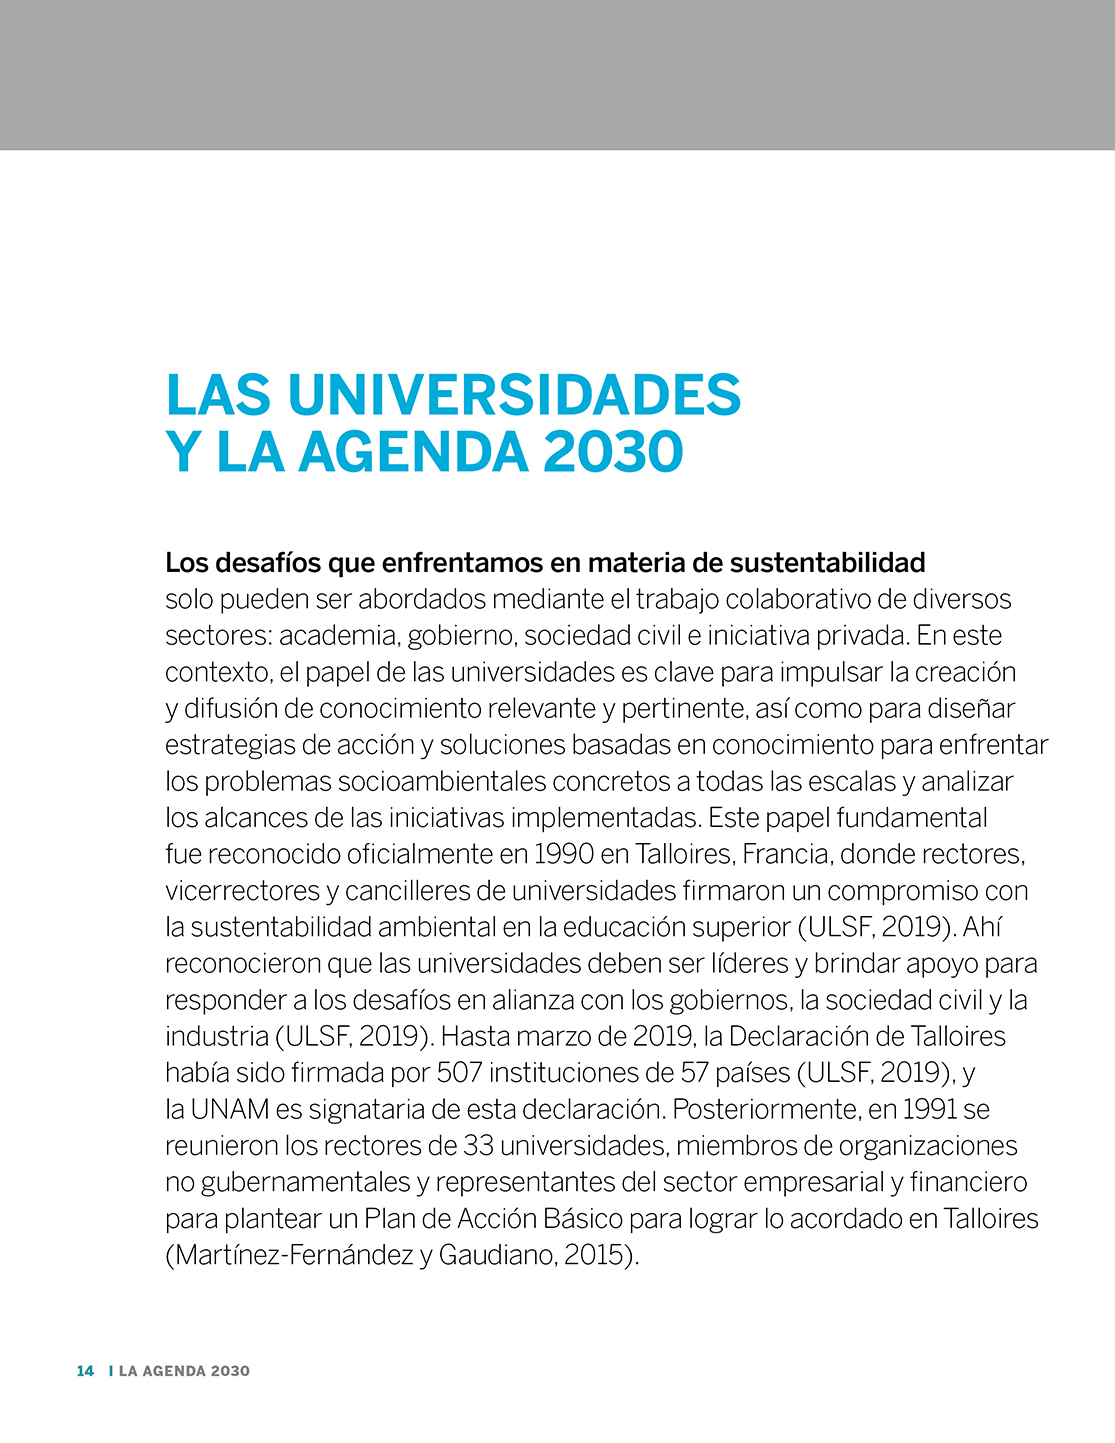 LAS UNIVERSIDADES
Y LA AGENDA 2030
Los desafíos que enfrentamos en materia de sustentabilidad
solo pueden ser abordados mediante el trabajo colaborativo de diversos
sectores: academia, gobierno, sociedad civil e iniciativa privada. En este
contexto, el papel de las universidades es clave para impulsar la creación
y difusión de conocimiento relevante y pertinente, así como para diseñar
estrategias de acción y soluciones basadas en conocimiento para enfrentar
los problemas socioambientales concretos a todas las escalas y analizar
los alcances de las iniciativas implementadas. Este papel fundamental
fue reconocido oficialmente en 1990 en Talloires, Francia, donde rectores,
vicerrectores y cancilleres de universidades firmaron un compromiso con
la sustentabilidad ambiental en la educación superior (ULSF, 2019). Ahí
reconocieron que las universidades deben ser líderes y brindar apoyo para
responder a los desafíos en alianza con los gobiernos, la sociedad civil y la
industria (ULSF, 2019). Hasta marzo de 2019, la Declaración de Talloires
había sido firmada por 507 instituciones de 57 países (ULSF, 2019), y
la UNAM es signataria de esta declaración. Posteriormente, en 1991 se
reunieron los rectores de 33 universidades, miembros de organizaciones
no gubernamentales y representantes del sector empresarial y financiero
para plantear un Plan de Acción Básico para lograr lo acordado en Talloires
(Martínez-Fernández y Gaudiano, 2015).
14 I LA AGENDA 2030